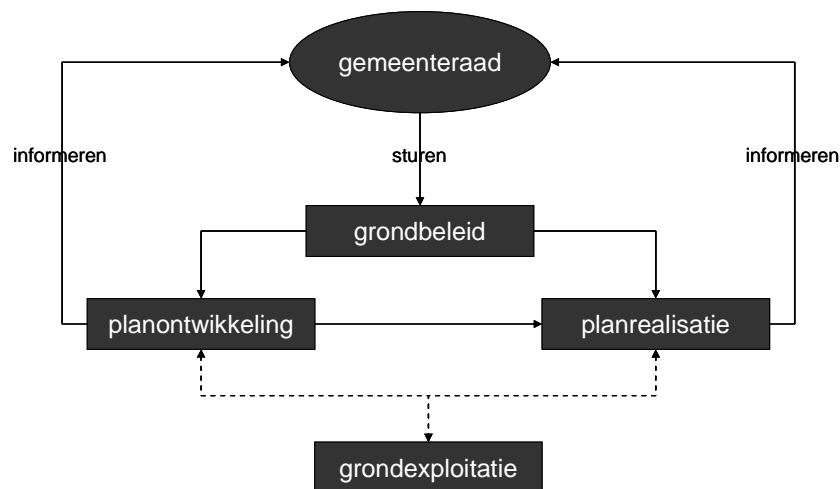 gemeenteraad
informeren
sturen
informeren
grondbeleid
planontwikkeling
planrealisatie
grondexploitatie